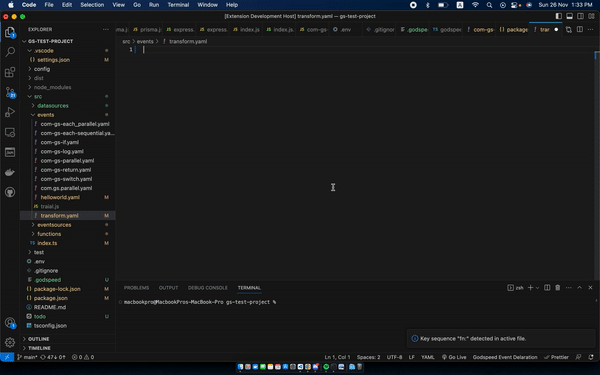 Code File Edit Selection View Go Run Terminal Window Help Sun 26 Nov 1:33 PM
[Extension Development Host] transform.yaml — gs-test-project
EXPLORER
GS-TEST-PROJECT
.vscode
{} settings.json M
config
dist
node_modules
src
datasources
events
com-gs-each_parallel.yaml
com-gs-each-sequential.ya...
com-gs-if.yaml
com-gs-log.yaml
com-gs-parallel.yaml
com-gs-return.yaml
com-gs-switch.yaml
com.gs.parallel.yaml
helloworld.yaml M
JS traial.js
transform.yaml M
eventsources
functions
TS index.ts M
test
.env
.gitignore
.godspeed U
{} package-lock.json M
{} package.json M
README.md
todo U
tsconfig.json
OUTLINE
TIMELINE
ma.j prisma.j express. express. JS index.js JS index.js com-gs .env .gitignor .godspe godspee com-gs- {} package tran
src > events > ! transform.yaml
1
PROBLEMS OUTPUT DEBUG CONSOLE TERMINAL zsh
macbookpro@MacbookPros-MacBook-Pro gs-test-project %
Key sequence "fn:" detected in active file.
main* 47↓ 0↑ 0 0 Ln 1, Col 1 Spaces: 2 UTF-8 LF YAML Go Live Godspeed Event Delaration Prettier